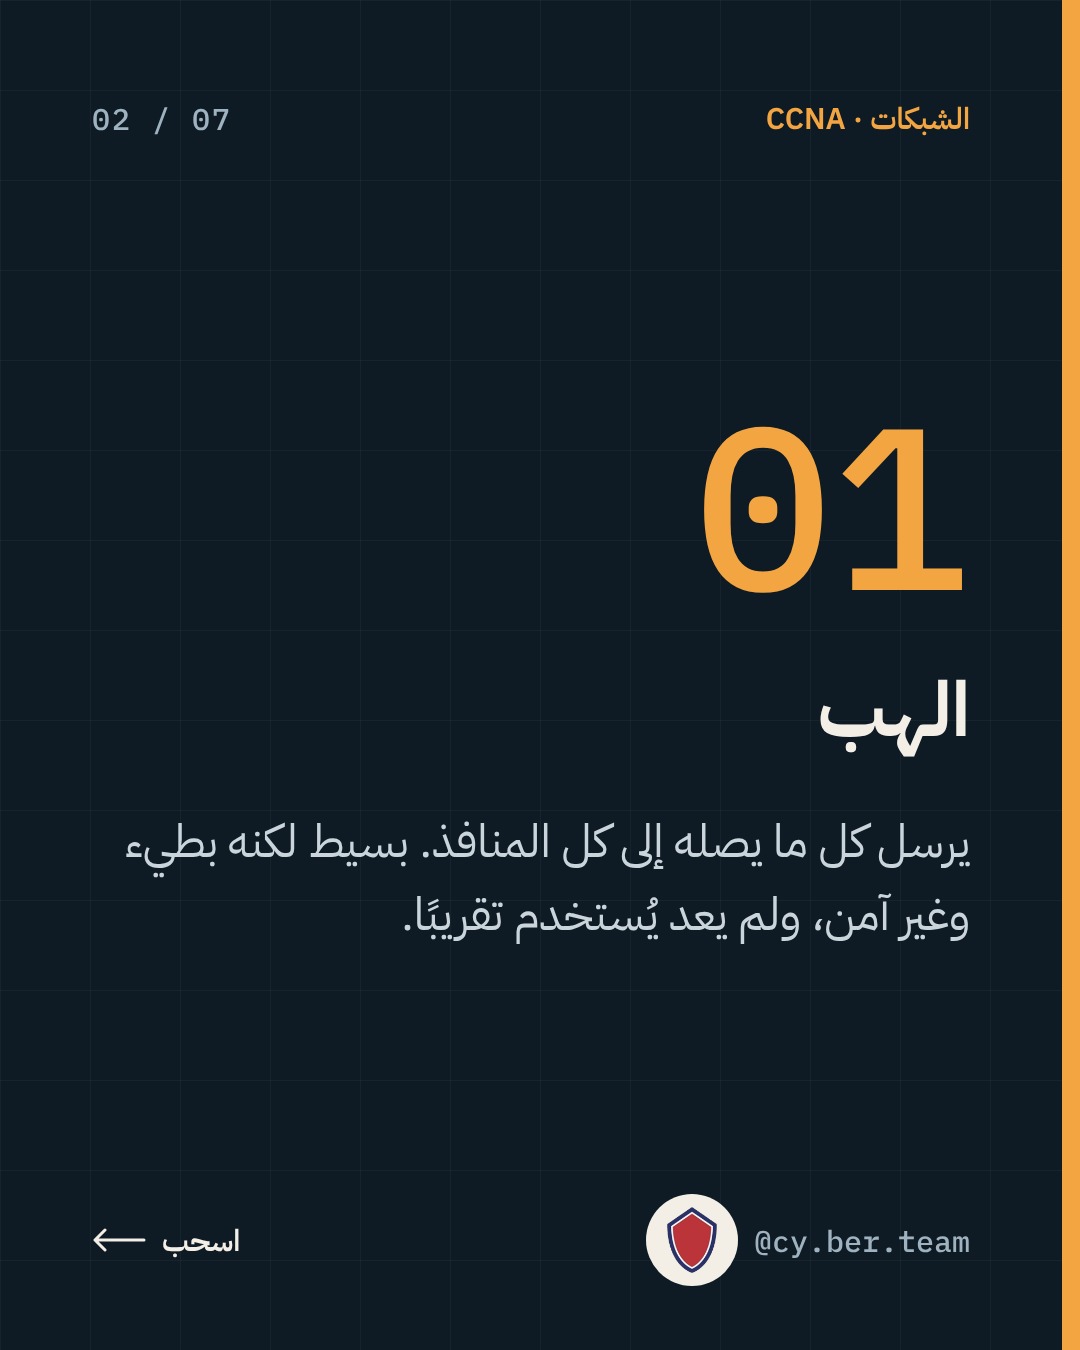 الشبكات · CCNA
02 / 07
01
الهب
يرسل كل ما يصله إلى كل المنافذ. بسيط لكنه بطيء
وغير آمن، ولم يعد يُستخدم تقريبًا.
@cy.ber.team
اسحب ←